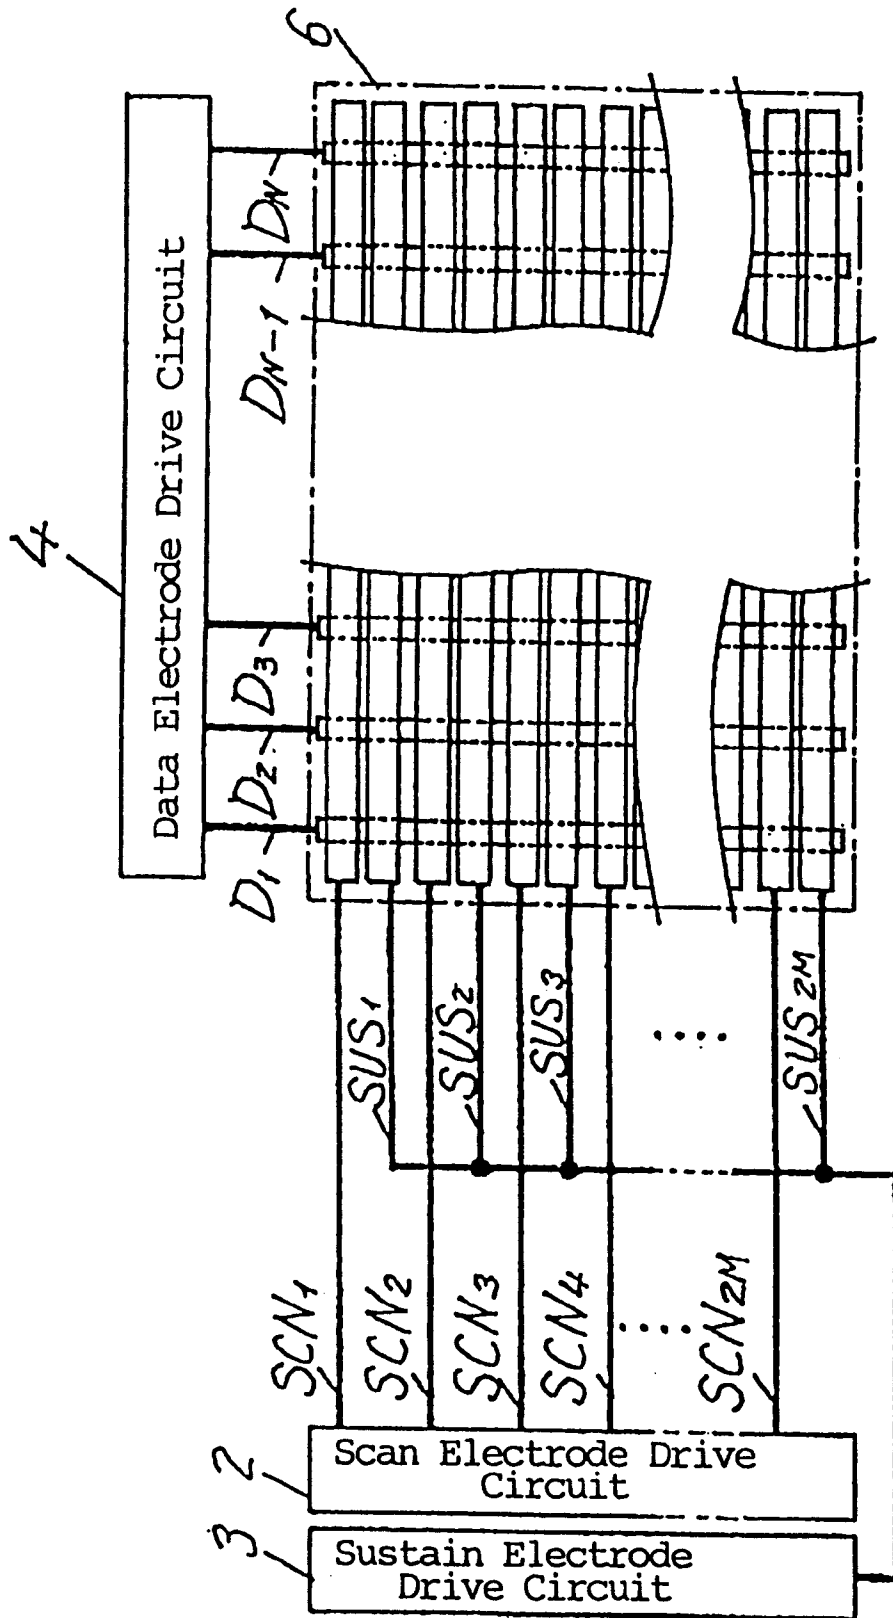 4
Data Electrode Drive Circuit
6
D1
D2
D3
DN-1
DN
SUS1
SUS2
SUS3
....
SUS2M
SCN1
SCN2
SCN3
SCN4
.....
SCN2M
2
Scan Electrode Drive
Circuit
3
Sustain Electrode
Drive Circuit